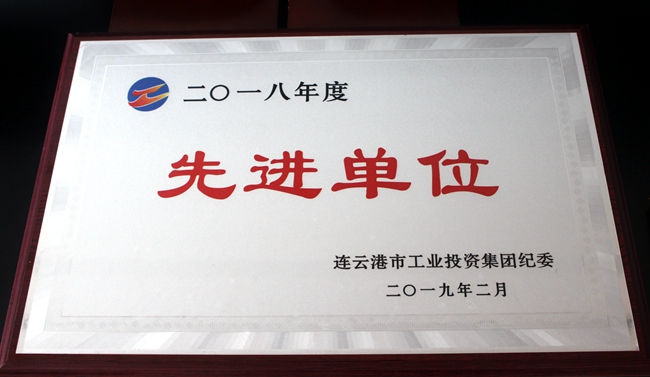 二〇一八年度
先进单位
连云港市工业投资集团纪委
二〇一九年二月